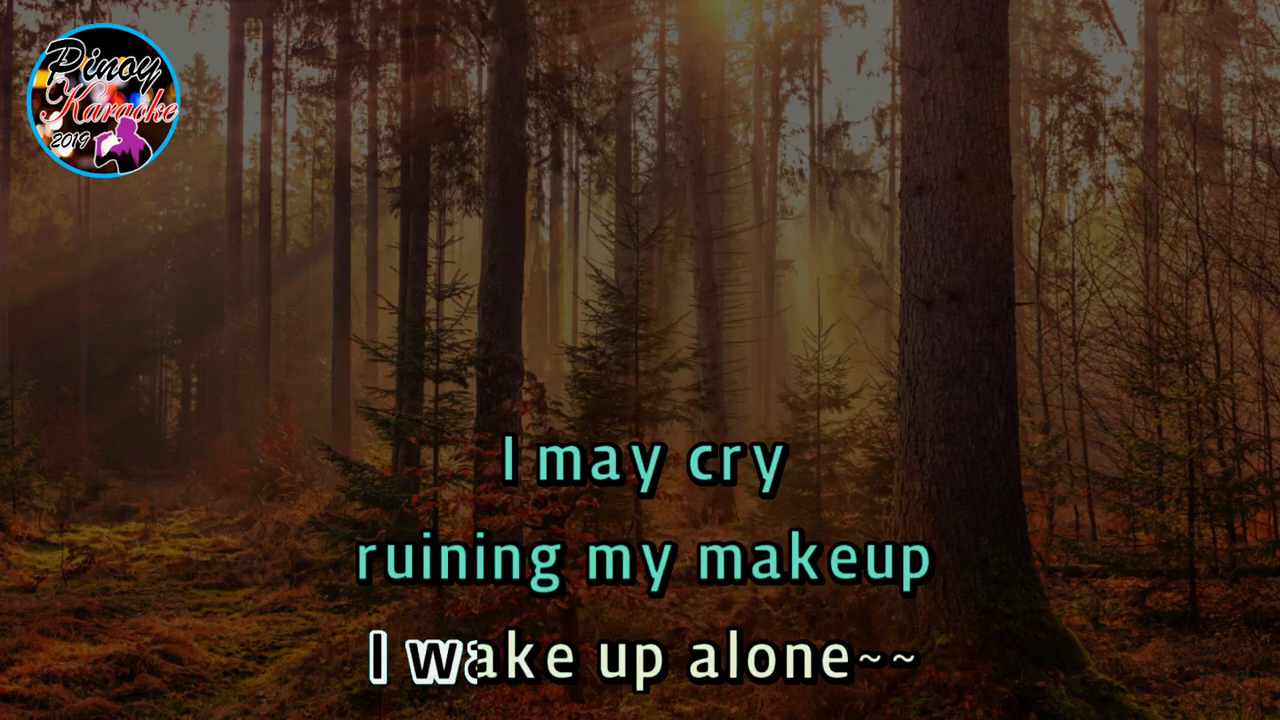 Pinoy
Karaoke
2019
I may cry
ruining my makeup
I wake up alone~~